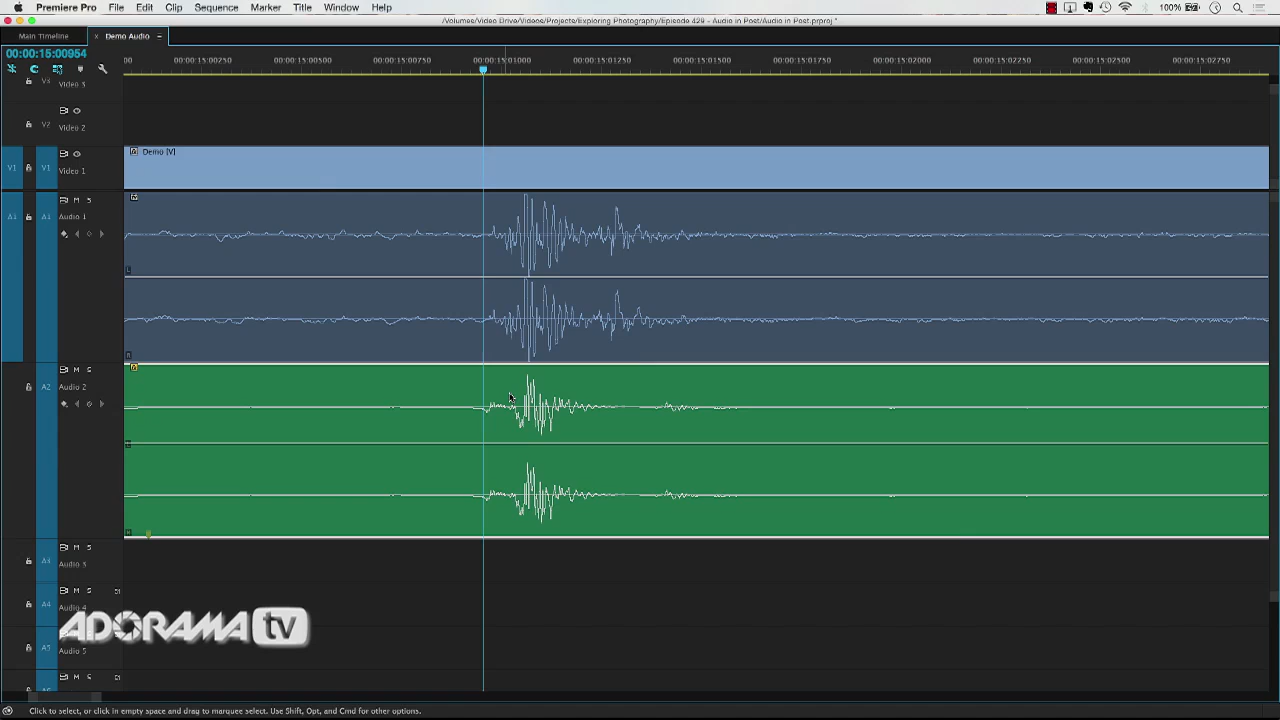 Premiere Pro File Edit Clip Sequence Marker Title Window Help 100%
/Volumes/Video Drive/Videos/Projects/Exploring Photography/Episode 429 - Audio in Post/Audio in Post.prproj *
Main Timeline × Demo Audio
00:00:15:00954
00 00:00:15:00250 00:00:15:00500 00:00:15:00750 00:00:15:01000 00:00:15:01250 00:00:15:01500 00:00:15:01750 00:00:15:02000 00:00:15:02250 00:00:15:02500 00:00:15:02750
V3 Video 3
V2 Video 2
fx Demo [V]
V1 V1 Video 1
M S
A1 A1 Audio 1
L
R
M S
A2 Audio 2
M S
A3 Audio 3
M S
A4 Audio 4
ADORAMA tv
A5 Audio 5
M S
Click to select, or click in empty space and drag to marquee select. Use Shift, Opt, and Cmd for other options.